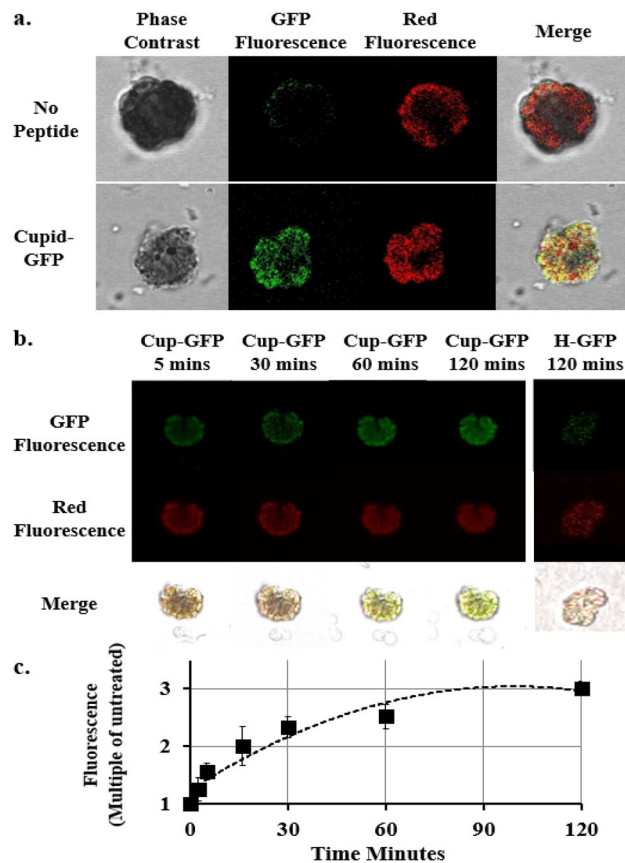 a.
Phase GFP Red Merge
Contrast Fluorescence Fluorescence
No
Peptide
Cupid-
GFP
b.
Cup-GFP Cup-GFP Cup-GFP Cup-GFP H-GFP
5 mins 30 mins 60 mins 120 mins 120 mins
GFP
Fluorescence
Red
Fluorescence
Merge
c.
Fluorescence
(Multiple of untreated)
3
2
1
0 30 60 90 120
Time Minutes